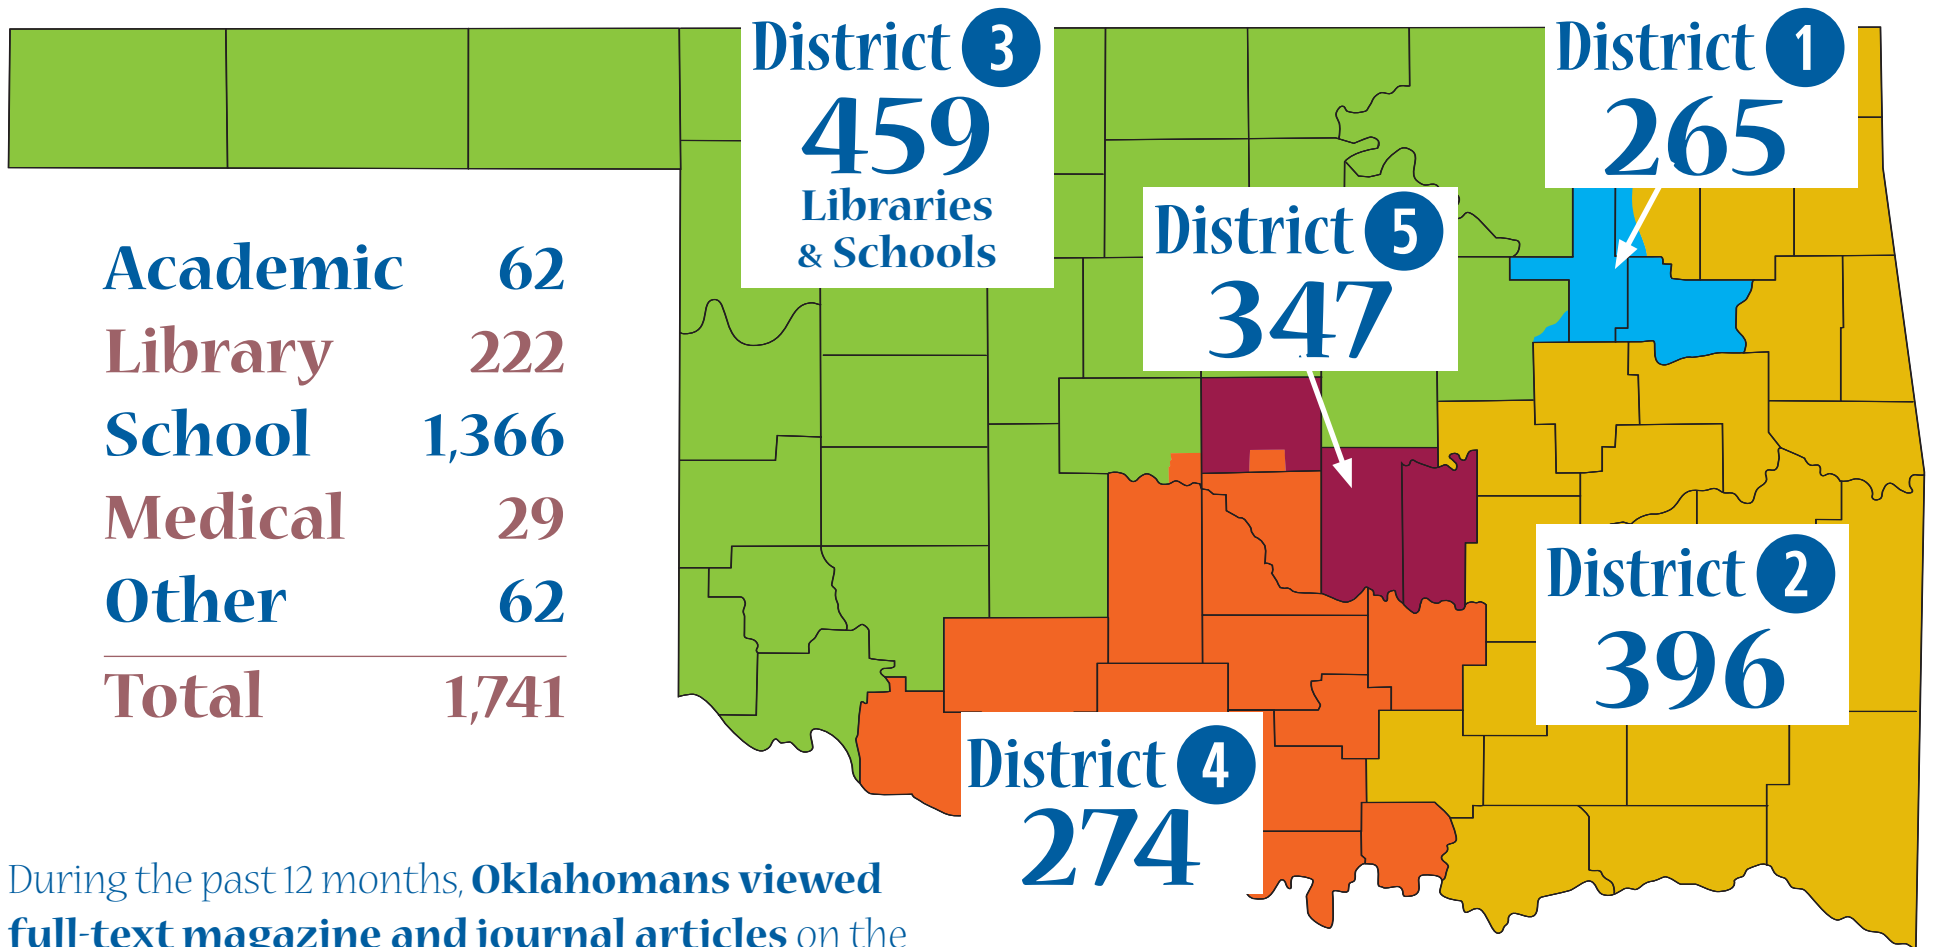 District 3
459
Libraries
& Schools
District 1
265
District 5
347
Academic 62
Library 222
School 1,366
Medical 29
Other 62
Total 1,741
District 2
396
District 4
274
During the past 12 months, Oklahomans viewed
full-text magazine and journal articles on the